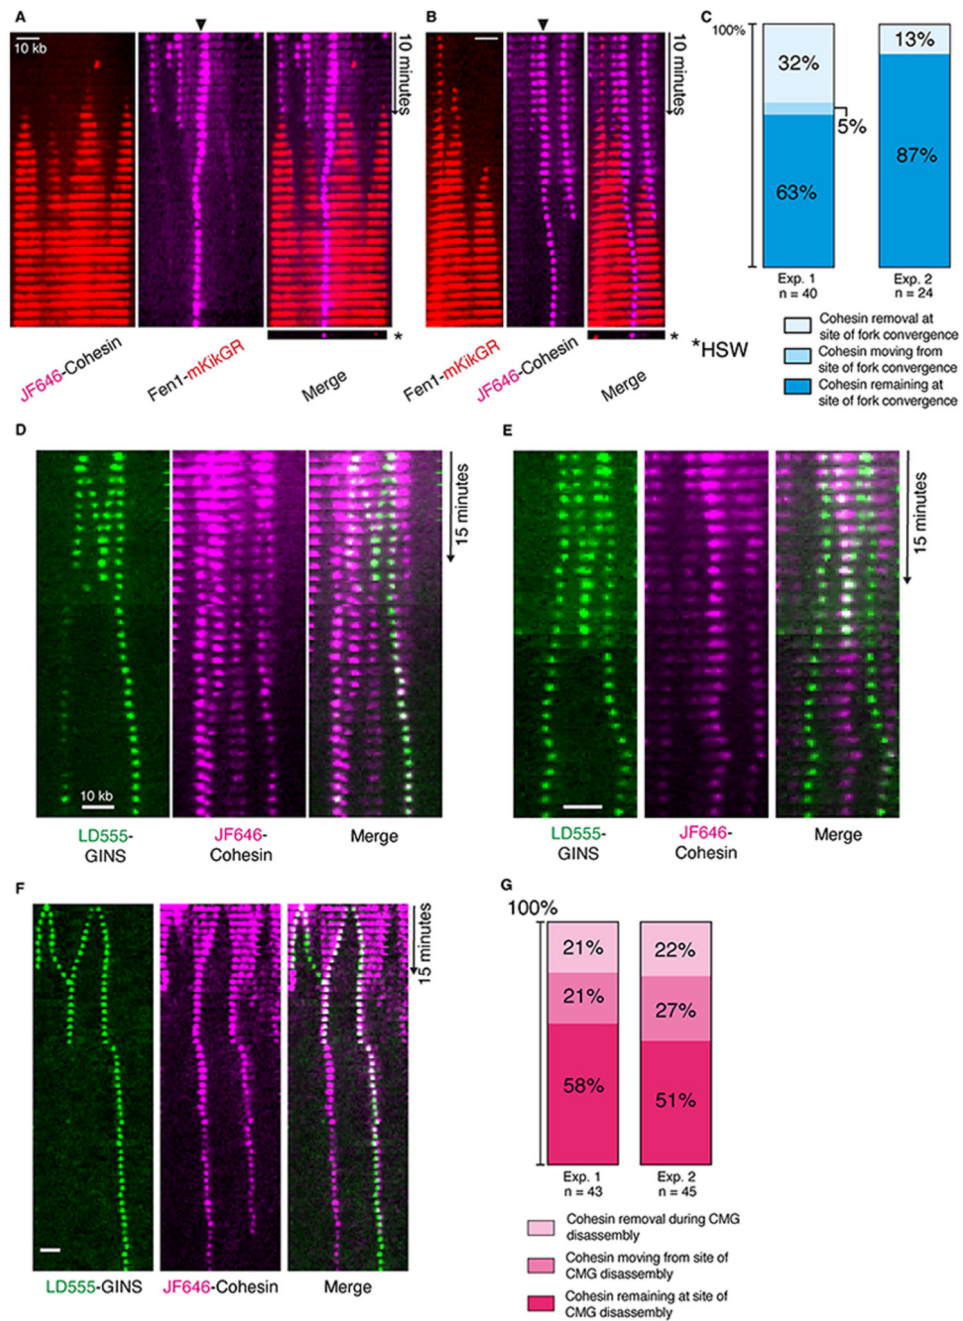 A
10 kb
10 minutes
JF646-Cohesin
Fen1-mKikGR
Merge
*
B
10 minutes
Fen1-mKikGR
JF646-Cohesin
Merge
*
*HSW
C
100%
32%
5%
63%
13%
87%
Exp. 1
n = 40
Exp. 2
n = 24
Cohesin removal at
site of fork convergence
Cohesin moving from
site of fork convergence
Cohesin remaining at
site of fork convergence
D
15 minutes
10 kb
LD555-
GINS
JF646-
Cohesin
Merge
E
15 minutes
LD555-
GINS
JF646-
Cohesin
Merge
F
15 minutes
LD555-GINS
JF646-Cohesin
Merge
G
100%
21%
21%
58%
22%
27%
51%
Exp. 1
n = 43
Exp. 2
n = 45
Cohesin removal during CMG
disassembly
Cohesin moving from site of
CMG disassembly
Cohesin remaining at site of
CMG disassembly